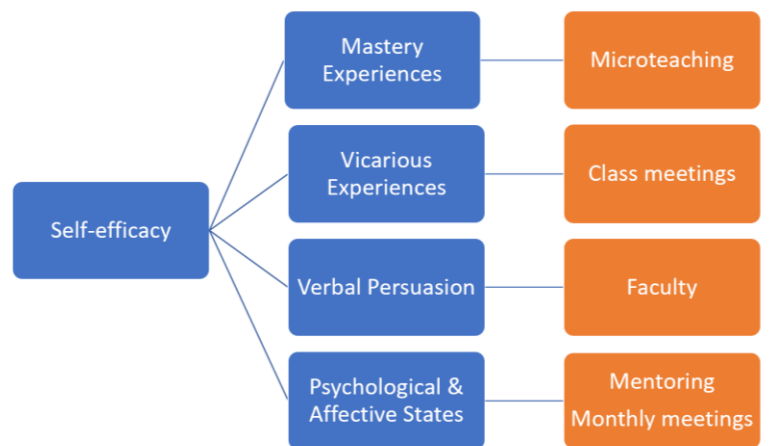 Self-efficacy
Mastery
Experiences
Microteaching
Vicarious
Experiences
Class meetings
Verbal Persuasion
Faculty
Psychological &
Affective States
Mentoring
Monthly meetings